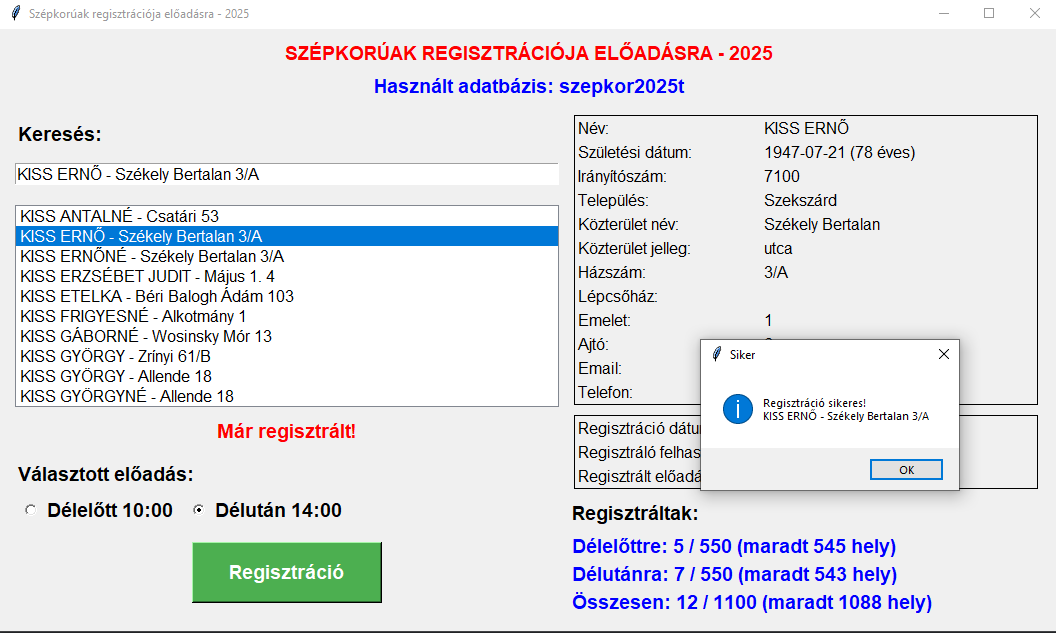 Szépkorúak regisztrációja előadásra - 2025
SZÉPKORÚAK REGISZTRÁCIÓJA ELŐADÁSRA - 2025
Használt adatbázis: szepkor2025t
Keresés:
KISS ERNŐ - Székely Bertalan 3/A
KISS ANTALNÉ - Csatári 53
KISS ERNŐ - Székely Bertalan 3/A
KISS ERNŐNÉ - Székely Bertalan 3/A
KISS ERZSÉBET JUDIT - Május 1. 4
KISS ETELKA - Béri Balogh Ádám 103
KISS FRIGYESNÉ - Alkotmány 1
KISS GÁBORNÉ - Wosinsky Mór 13
KISS GYÖRGY - Zrínyi 61/B
KISS GYÖRGY - Allende 18
KISS GYÖRGYNÉ - Allende 18
Már regisztrált!
Választott előadás:
Délelőtt 10:00 Délután 14:00
Regisztráció
Név: KISS ERNŐ
Születési dátum: 1947-07-21 (78 éves)
Irányítószám: 7100
Település: Szekszárd
Közterület név: Székely Bertalan
Közterület jelleg: utca
Házszám: 3/A
Lépcsőház:
Emelet: 1
Ajtó:
Email:
Telefon:
Siker
Regisztráció sikeres!
KISS ERNŐ - Székely Bertalan 3/A
OK
Regisztráció
Regisztráló
Regisztrált
Regisztráltak:
Délelőttre: 5 / 550 (maradt 545 hely)
Délutánra: 7 / 550 (maradt 543 hely)
Összesen: 12 / 1100 (maradt 1088 hely)